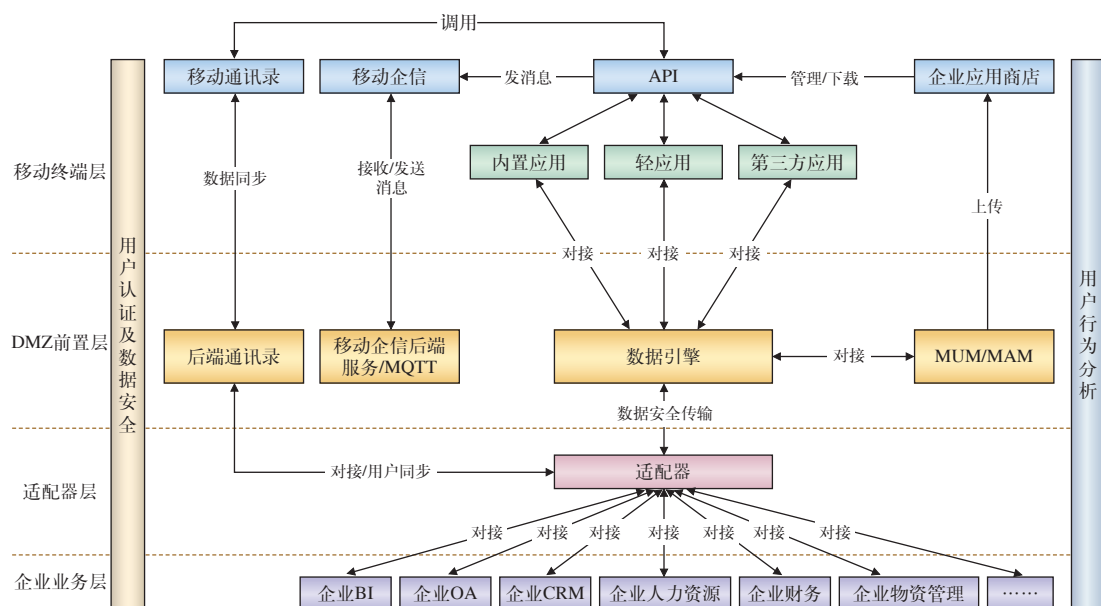 调用
移动通讯录
移动企信
发消息
API
管理/下载
企业应用商店
移动终端层
数据同步
接收/发送
消息
内置应用
轻应用
第三方应用
上传
用户认证及数据安全
用户行为分析
对接
对接
对接
DMZ前置层
后端通讯录
移动企信后端
服务/MQTT
数据引擎
对接
MUM/MAM
数据安全传输
适配器层
对接/用户同步
适配器
对接
对接
对接
对接
对接
对接
对接
企业业务层
企业BI
企业OA
企业CRM
企业人力资源
企业财务
企业物资管理
……